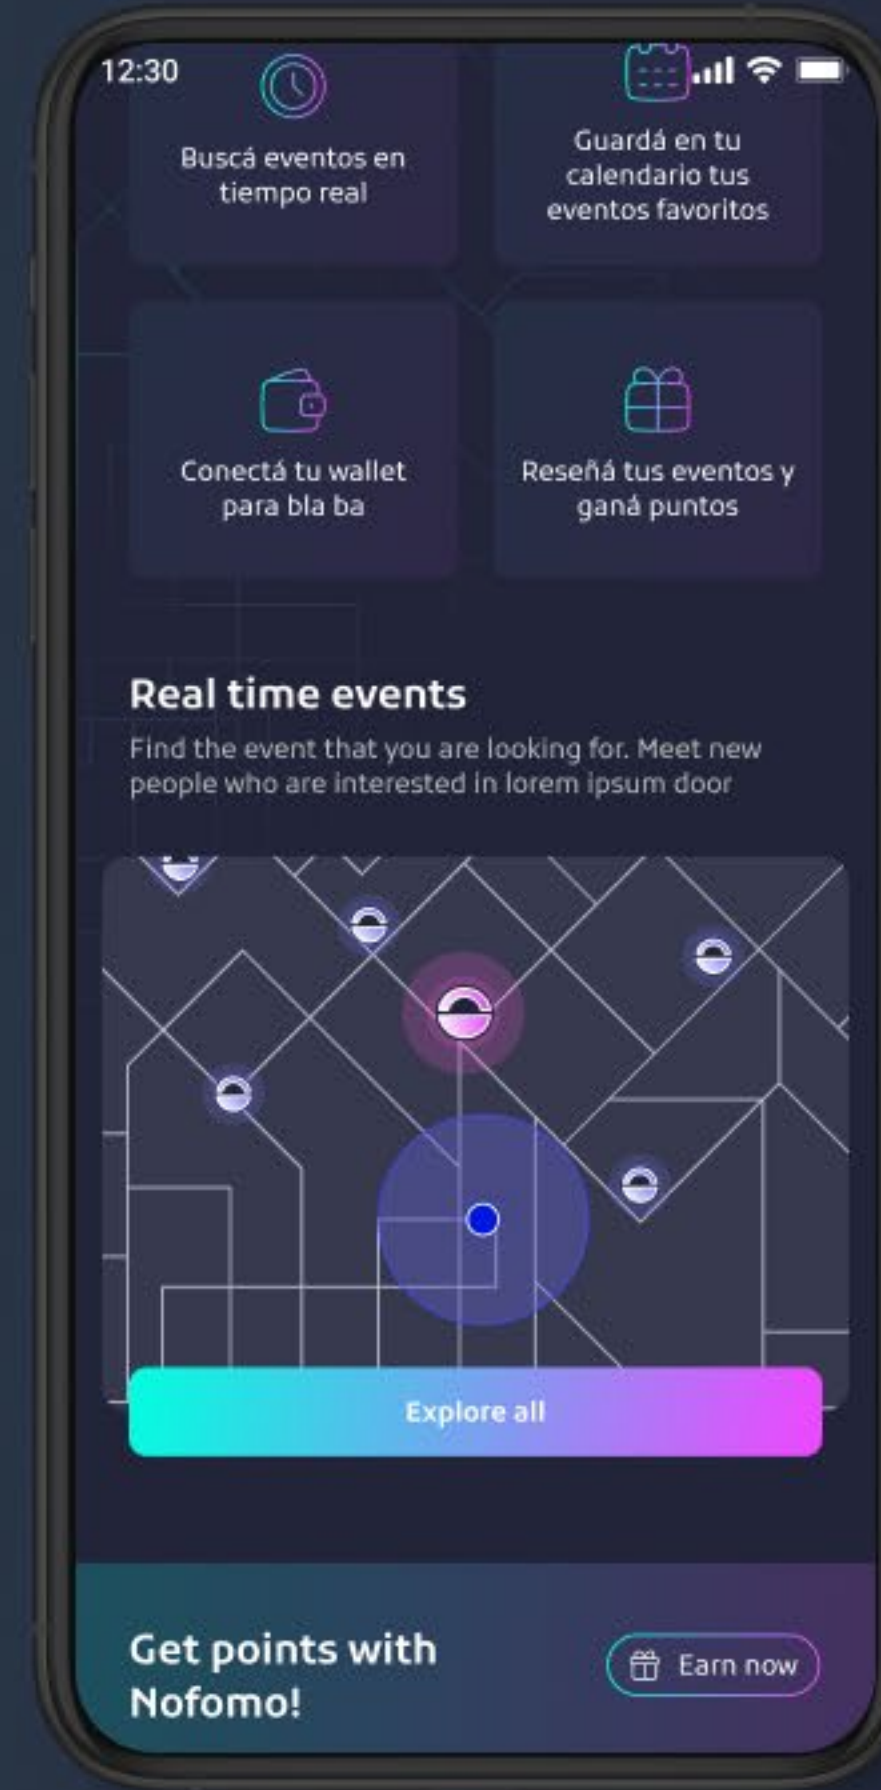 12:30
Buscá eventos en
tiempo real
Guardá en tu
calendario tus
eventos favoritos
Conectá tu wallet
para bla ba
Reseñá tus eventos y
ganá puntos
Real time events
Find the event that you are looking for. Meet new
people who are interested in lorem ipsum door
Explore all
Get points with
Nofomo!
Earn now